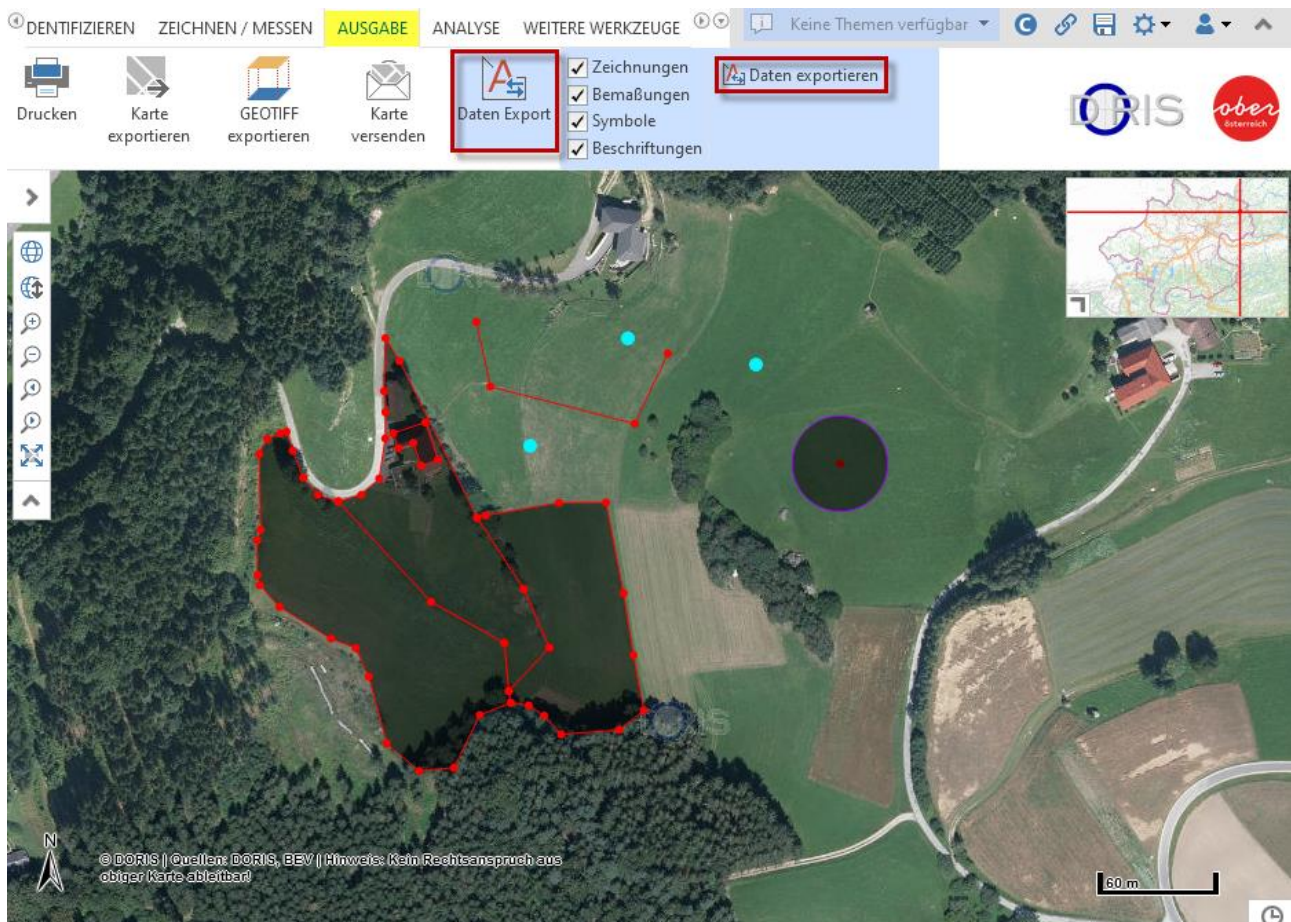 DENTIFIZIEREN ZEICHNEN / MESSEN AUSGABE ANALYSE WEITERE WERKZEUGE Keine Themen verfügbar
Drucken
Karte
exportieren
GEOTIFF
exportieren
Karte
versenden
Daten Export
Zeichnungen
Bemaßungen
Symbole
Beschriftungen
Daten exportieren
DORIS
ober
österreich
DORIS
DORIS
N
© DORIS | Quellen: DORIS, BEV | Hinweis: Kein Rechtsanspruch aus
obiger Karte ableitbar!
60 m